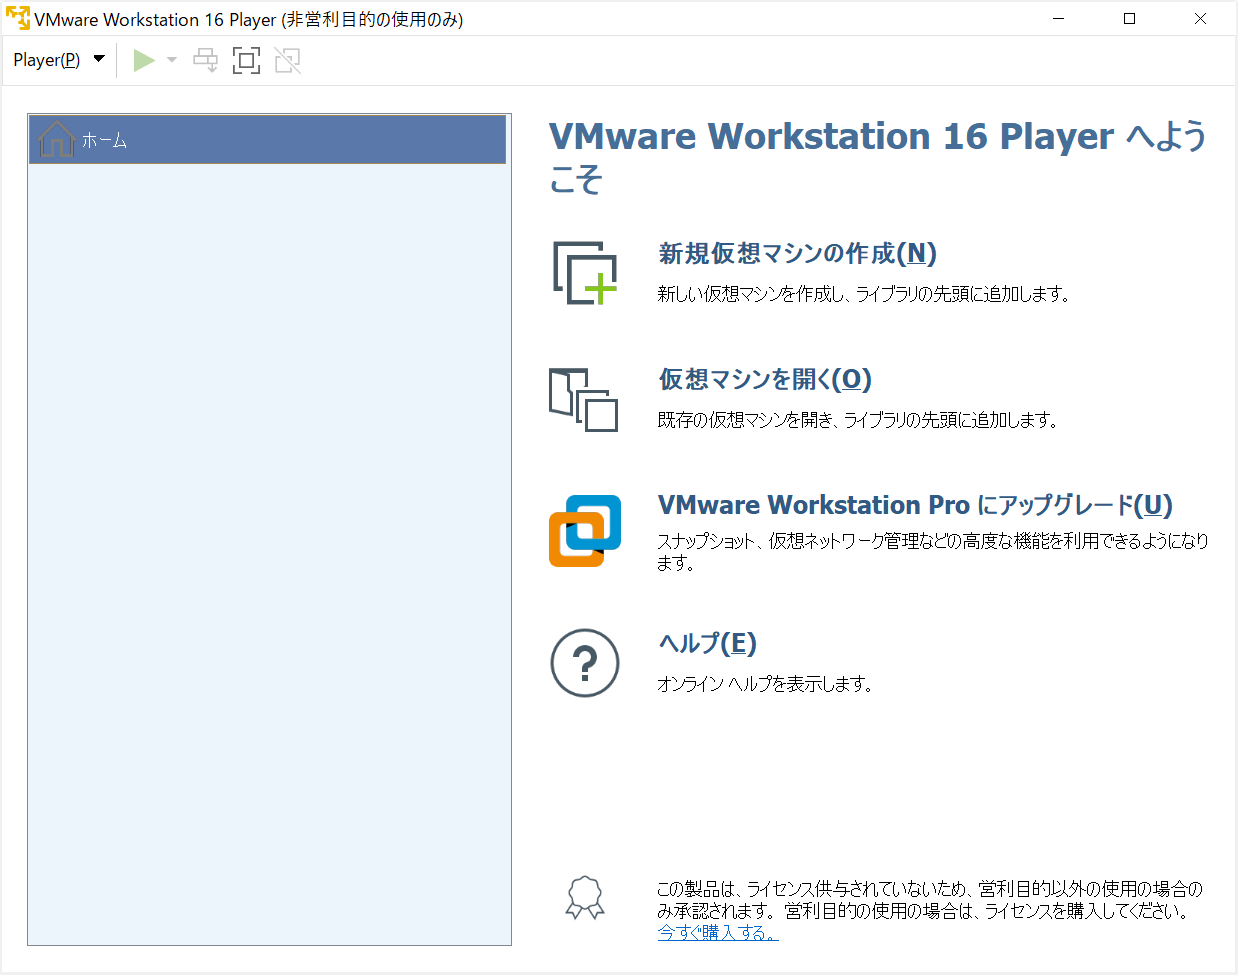 VMware Workstation 16 Player (非営利目的の使用のみ)
Player(P)
ホーム
VMware Workstation 16 Player へよう
こそ
新規仮想マシンの作成(N)
新しい仮想マシンを作成し、ライブラリの先頭に追加します。
仮想マシンを開く(O)
既存の仮想マシンを開き、ライブラリの先頭に追加します。
VMware Workstation Pro にアップグレード(U)
スナップショット、仮想ネットワーク管理などの高度な機能を利用できるようになり
ます。
ヘルプ(E)
オンライン ヘルプを表示します。
この製品は、ライセンス供与されていないため、営利目的以外の使用の場合の
み承認されます。営利目的の使用の場合は、ライセンスを購入してください。
今すぐ購入する。